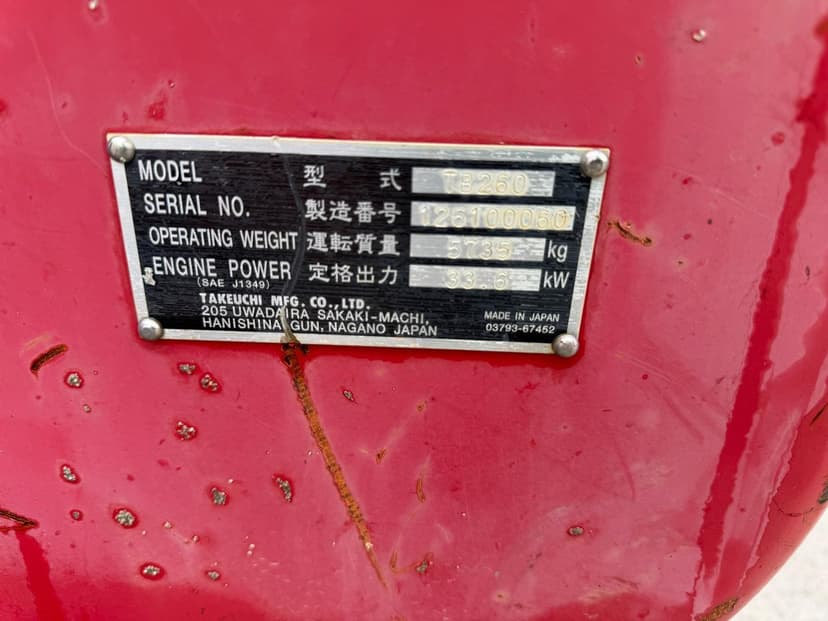 MODEL 型 式 TB260
SERIAL NO. 製造番号 126100060
OPERATING WEIGHT 運転質量 5735 kg
ENGINE POWER 定格出力 33.6 kW
(SAE J1349)
TAKEUCHI MFG. CO., LTD.
205 UWADAIRA SAKAKI-MACHI,
HANISHINA-GUN, NAGANO JAPAN
MADE IN JAPAN
03793-67452